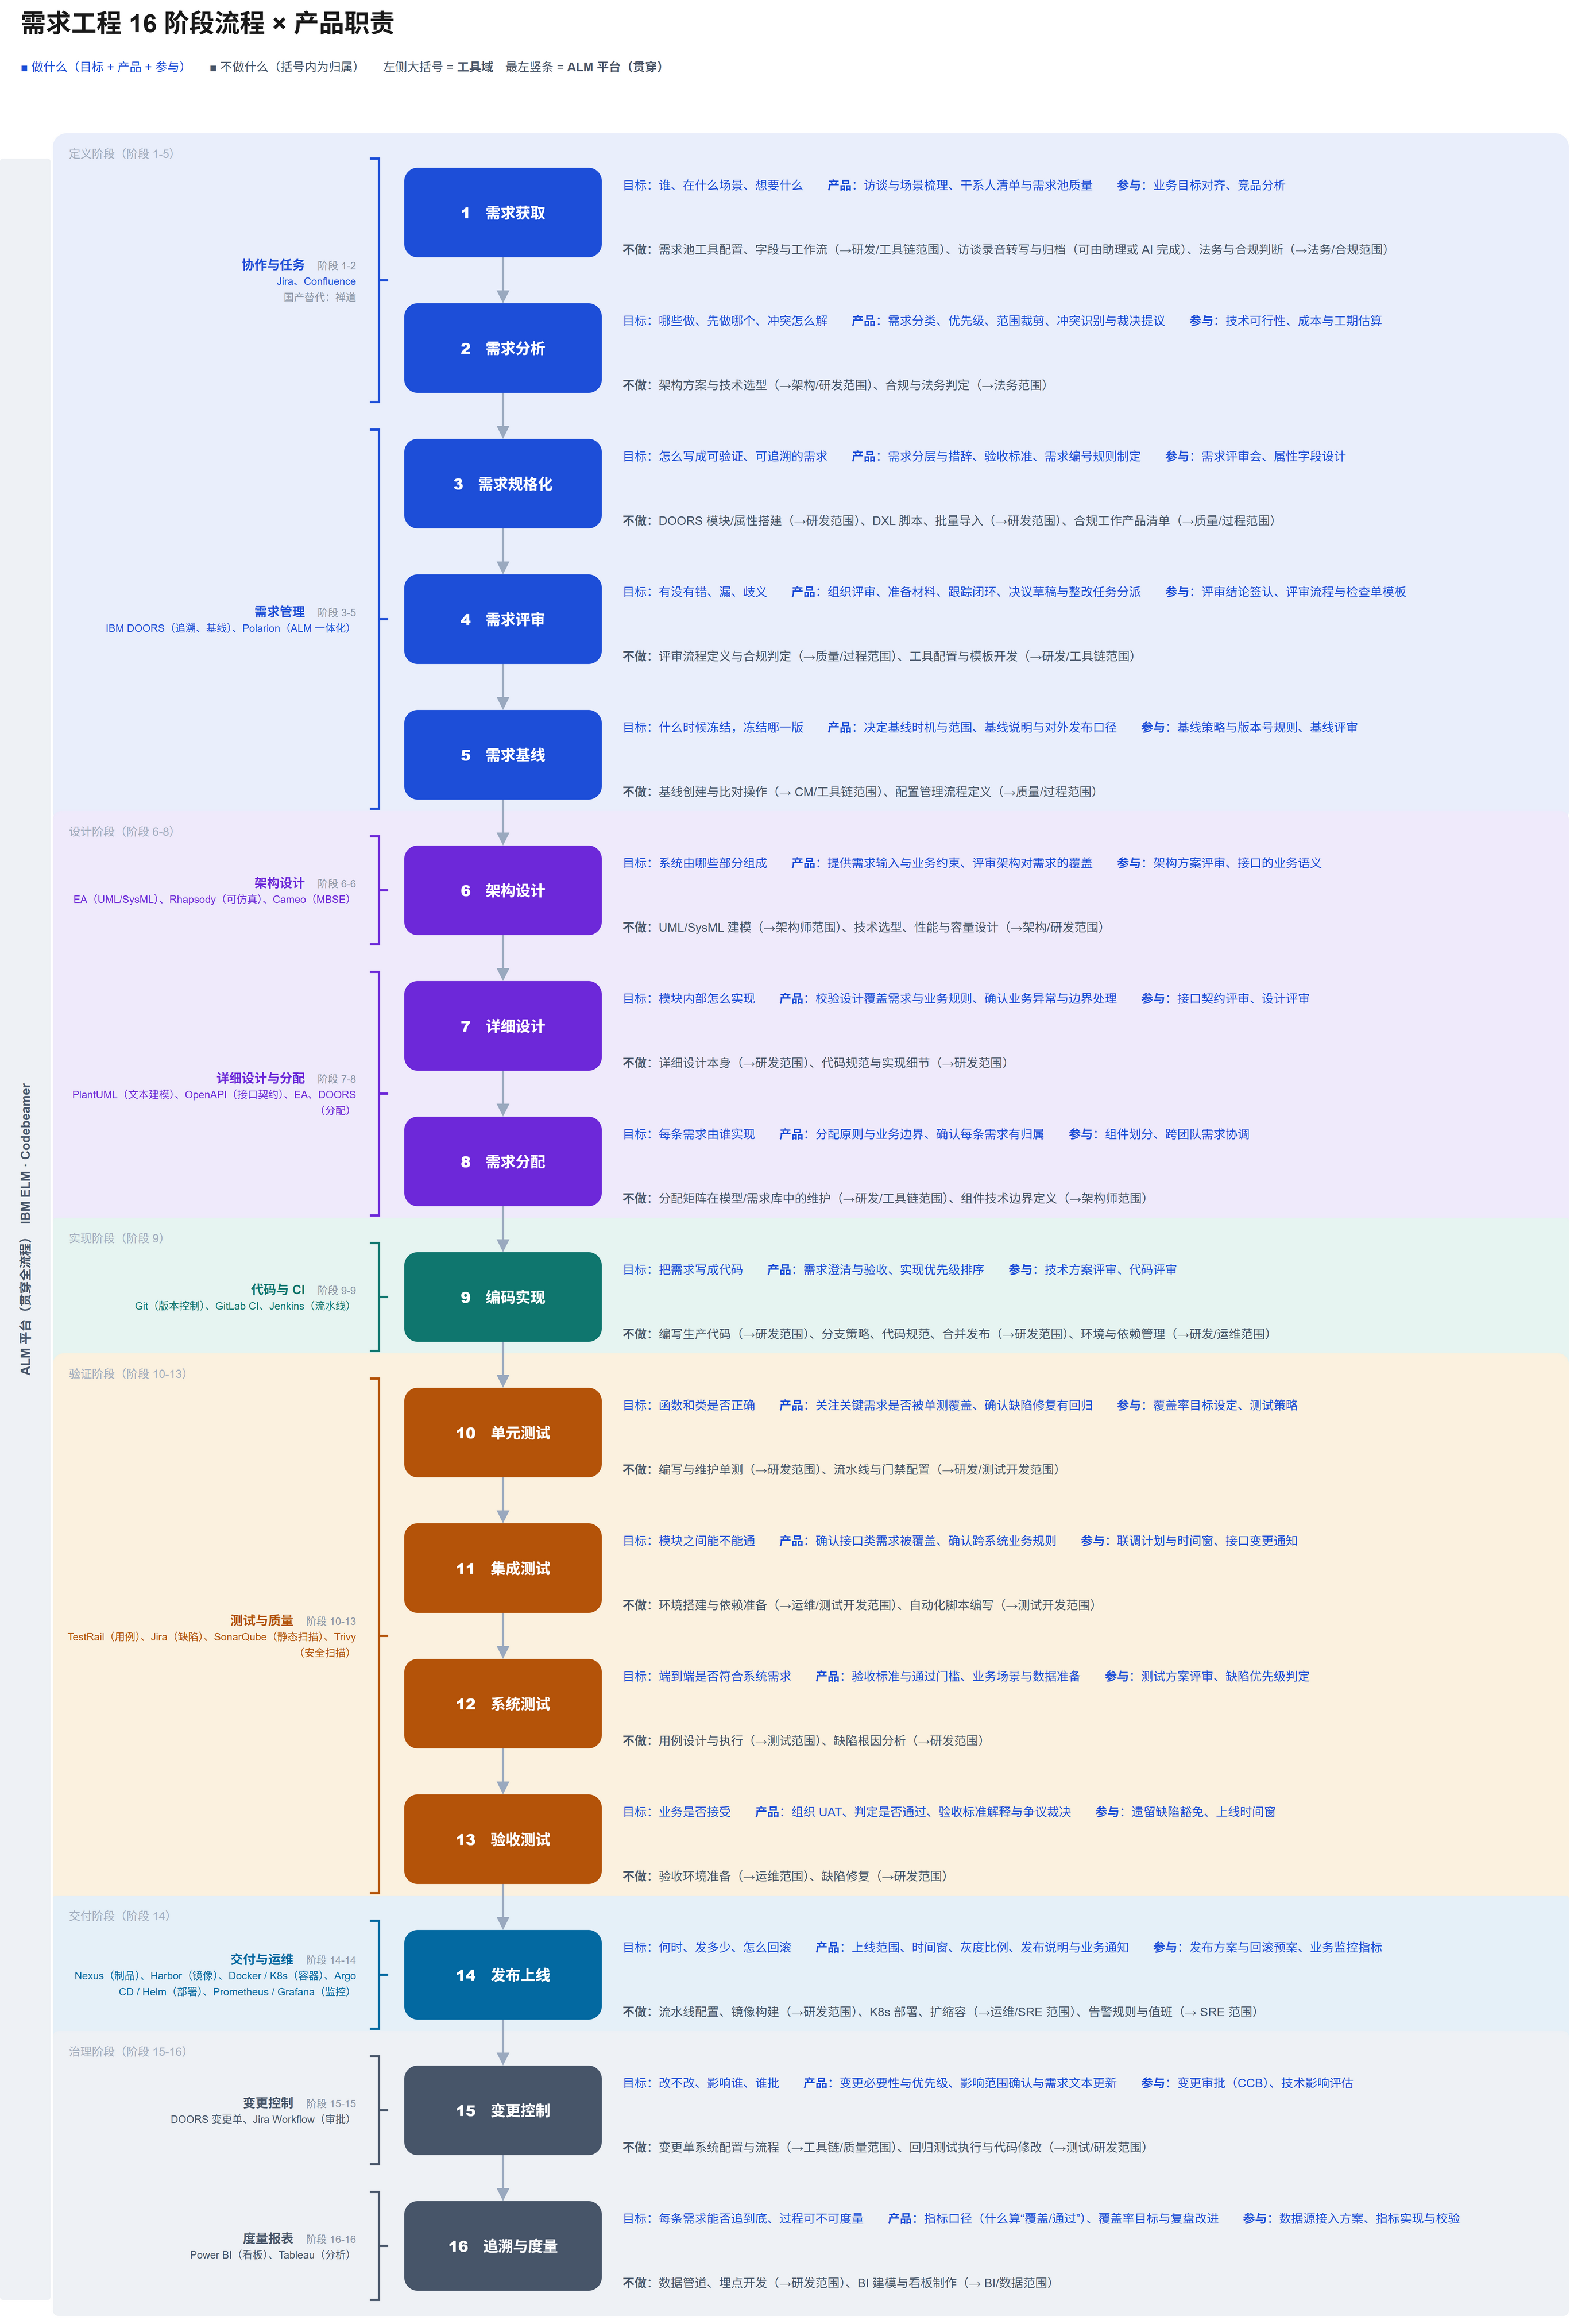 需求工程 16 阶段流程 × 产品职责
■ 做什么（目标 + 产品 + 参与） ■ 不做什么（括号内为归属） 左侧大括号 = 工具域 最左竖条 = ALM 平台（贯穿）
ALM 平台（贯穿全流程） IBM ELM · Codebeamer
定义阶段（阶段 1-5）
协作与任务 阶段 1-2
Jira、Confluence
国产替代：禅道
1 需求获取
目标：谁、在什么场景、想要什么 产品：访谈与场景梳理、干系人清单与需求池质量 参与：业务目标对齐、竞品分析
不做：需求池工具配置、字段与工作流（→研发/工具链范围）、访谈录音转写与归档（可由助理或 AI 完成）、法务与合规判断（→法务/合规范围）
2 需求分析
目标：哪些做、先做哪个、冲突怎么解 产品：需求分类、优先级、范围裁剪、冲突识别与裁决提议 参与：技术可行性、成本与工期估算
不做：架构方案与技术选型（→架构/研发范围）、合规与法务判定（→法务范围）
需求管理 阶段 3-5
IBM DOORS（追溯、基线）、Polarion（ALM 一体化）
3 需求规格化
目标：怎么写成可验证、可追溯的需求 产品：需求分层与措辞、验收标准、需求编号规则制定 参与：需求评审会、属性字段设计
不做：DOORS 模块/属性搭建（→研发范围）、DXL 脚本、批量导入（→研发范围）、合规工作产品清单（→质量/过程范围）
4 需求评审
目标：有没有错、漏、歧义 产品：组织评审、准备材料、跟踪闭环、决议草稿与整改任务分派 参与：评审结论签认、评审流程与检查单模板
不做：评审流程定义与合规判定（→质量/过程范围）、工具配置与模板开发（→研发/工具链范围）
5 需求基线
目标：什么时候冻结，冻结哪一版 产品：决定基线时机与范围、基线说明与对外发布口径 参与：基线策略与版本号规则、基线评审
不做：基线创建与比对操作（→ CM/工具链范围）、配置管理流程定义（→质量/过程范围）
设计阶段（阶段 6-8）
架构设计 阶段 6-6
EA（UML/SysML）、Rhapsody（可仿真）、Cameo（MBSE）
6 架构设计
目标：系统由哪些部分组成 产品：提供需求输入与业务约束、评审架构对需求的覆盖 参与：架构方案评审、接口的业务语义
不做：UML/SysML 建模（→架构师范围）、技术选型、性能与容量设计（→架构/研发范围）
详细设计与分配 阶段 7-8
PlantUML（文本建模）、OpenAPI（接口契约）、EA、DOORS
（分配）
7 详细设计
目标：模块内部怎么实现 产品：校验设计覆盖需求与业务规则、确认业务异常与边界处理 参与：接口契约评审、设计评审
不做：详细设计本身（→研发范围）、代码规范与实现细节（→研发范围）
8 需求分配
目标：每条需求由谁实现 产品：分配原则与业务边界、确认每条需求有归属 参与：组件划分、跨团队需求协调
不做：分配矩阵在模型/需求库中的维护（→研发/工具链范围）、组件技术边界定义（→架构师范围）
实现阶段（阶段 9）
代码与 CI 阶段 9-9
Git（版本控制）、GitLab CI、Jenkins（流水线）
9 编码实现
目标：把需求写成代码 产品：需求澄清与验收、实现优先级排序 参与：技术方案评审、代码评审
不做：编写生产代码（→研发范围）、分支策略、代码规范、合并发布（→研发范围）、环境与依赖管理（→研发/运维范围）
验证阶段（阶段 10-13）
测试与质量 阶段 10-13
TestRail（用例）、Jira（缺陷）、SonarQube（静态扫描）、Trivy
（安全扫描）
10 单元测试
目标：函数和类是否正确 产品：关注关键需求是否被单测覆盖、确认缺陷修复有回归 参与：覆盖率目标设定、测试策略
不做：编写与维护单测（→研发范围）、流水线与门禁配置（→研发/测试开发范围）
11 集成测试
目标：模块之间能不能通 产品：确认接口类需求被覆盖、确认跨系统业务规则 参与：联调计划与时间窗、接口变更通知
不做：环境搭建与依赖准备（→运维/测试开发范围）、自动化脚本编写（→测试开发范围）
12 系统测试
目标：端到端是否符合系统需求 产品：验收标准与通过门槛、业务场景与数据准备 参与：测试方案评审、缺陷优先级判定
不做：用例设计与执行（→测试范围）、缺陷根因分析（→研发范围）
13 验收测试
目标：业务是否接受 产品：组织 UAT、判定是否通过、验收标准解释与争议裁决 参与：遗留缺陷豁免、上线时间窗
不做：验收环境准备（→运维范围）、缺陷修复（→研发范围）
交付阶段（阶段 14）
交付与运维 阶段 14-14
Nexus（制品）、Harbor（镜像）、Docker / K8s（容器）、Argo
CD / Helm（部署）、Prometheus / Grafana（监控）
14 发布上线
目标：何时、发多少、怎么回滚 产品：上线范围、时间窗、灰度比例、发布说明与业务通知 参与：发布方案与回滚预案、业务监控指标
不做：流水线配置、镜像构建（→研发范围）、K8s 部署、扩缩容（→运维/SRE 范围）、告警规则与值班（→ SRE 范围）
治理阶段（阶段 15-16）
变更控制 阶段 15-15
DOORS 变更单、Jira Workflow（审批）
15 变更控制
目标：改不改、影响谁、谁批 产品：变更必要性与优先级、影响范围确认与需求文本更新 参与：变更审批（CCB）、技术影响评估
不做：变更单系统配置与流程（→工具链/质量范围）、回归测试执行与代码修改（→测试/研发范围）
度量报表 阶段 16-16
Power BI（看板）、Tableau（分析）
16 追溯与度量
目标：每条需求能否追到底、过程可不可度量 产品：指标口径（什么算“覆盖/通过”）、覆盖率目标与复盘改进 参与：数据源接入方案、指标实现与校验
不做：数据管道、埋点开发（→研发范围）、BI 建模与看板制作（→ BI/数据范围）